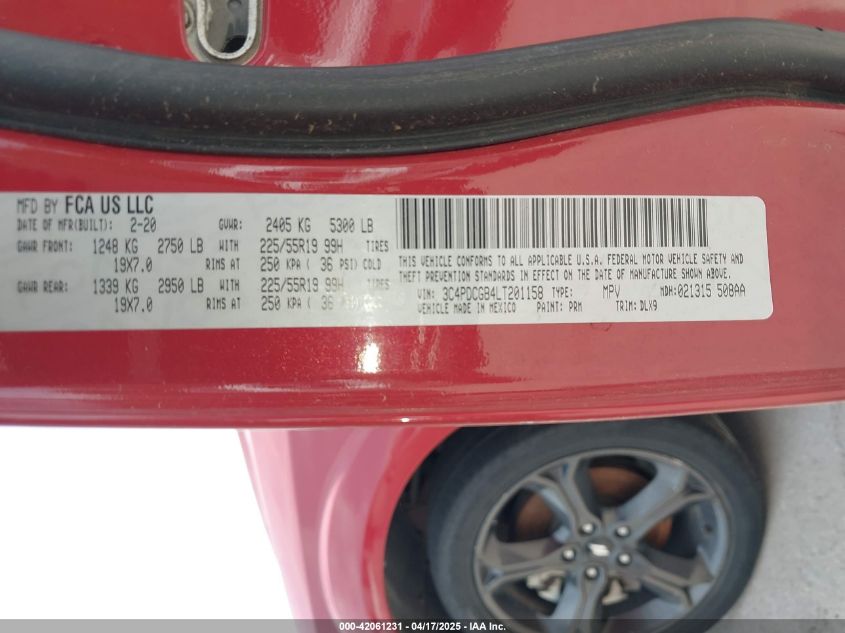 MFD BY FCA US LLC
DATE OF MFR(BUILT): 2-20 GVWR: 2405 KG 5300 LB
GAWR FRONT: 1248 KG 2750 LB WITH 225/55R19 99H TIRES
19X7.0 RIMS AT 250 KPA ( 36 PSI) COLD
GAWR REAR: 1339 KG 2950 LB WITH 225/55R19 99H TIRES
19X7.0 RIMS AT 250 KPA ( 36 PSI) COLD
THIS VEHICLE CONFORMS TO ALL APPLICABLE U.S.A. FEDERAL MOTOR VEHICLE SAFETY AND
THEFT PREVENTION STANDARDS IN EFFECT ON THE DATE OF MANUFACTURE SHOWN ABOVE.
VIN: 3C4PDCGB4LT201158 TYPE: MPV MDH: 021315 508AA
VEHICLE MADE IN MEXICO PAINT: PRM TRIM: DLX9
000-42061231 - 04/17/2025 - IAA Inc.